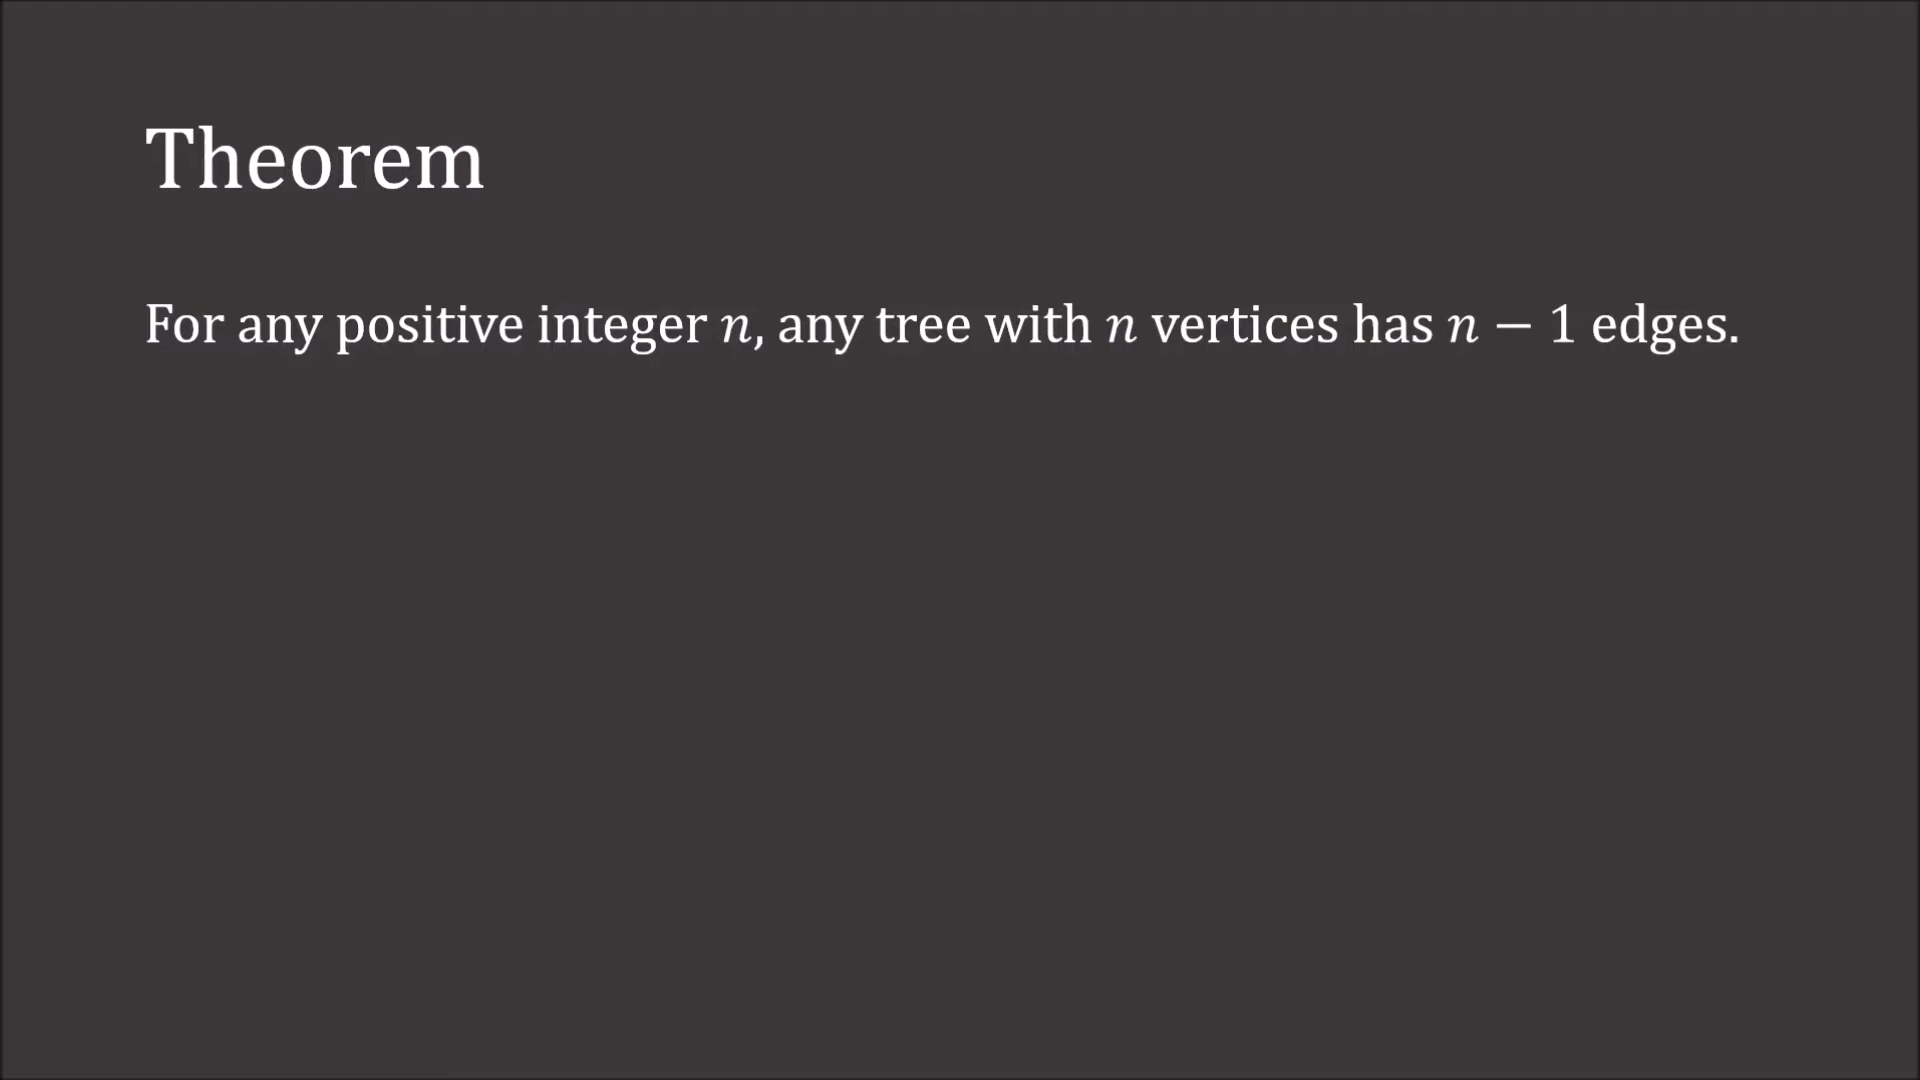 Theorem
For any positive integer n, any tree with n vertices has n − 1 edges.